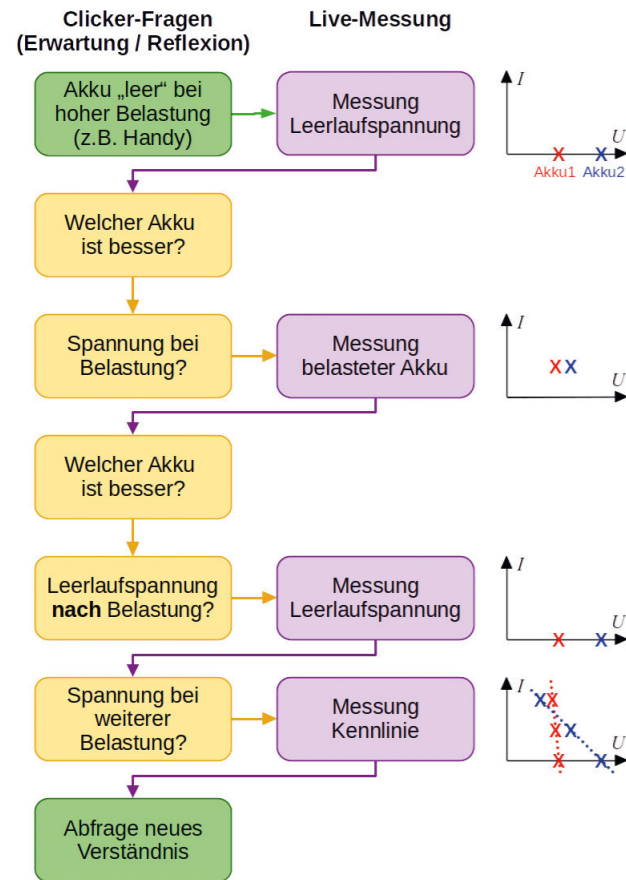 Clicker-Fragen
(Erwartung / Reflexion)
Live-Messung
Akku „leer“ bei
hoher Belastung
(z.B. Handy)
Messung
Leerlaufspannung
I
U
X X
Akku1 Akku2
Welcher Akku
ist besser?
Spannung bei
Belastung?
Messung
belasteter Akku
I
U
X X
Welcher Akku
ist besser?
Leerlaufspannung
nach Belastung?
Messung
Leerlaufspannung
I
U
X X
Spannung bei
weiterer
Belastung?
Messung
Kennlinie
I
U
X X
X X
X X
Abfrage neues
Verständnis